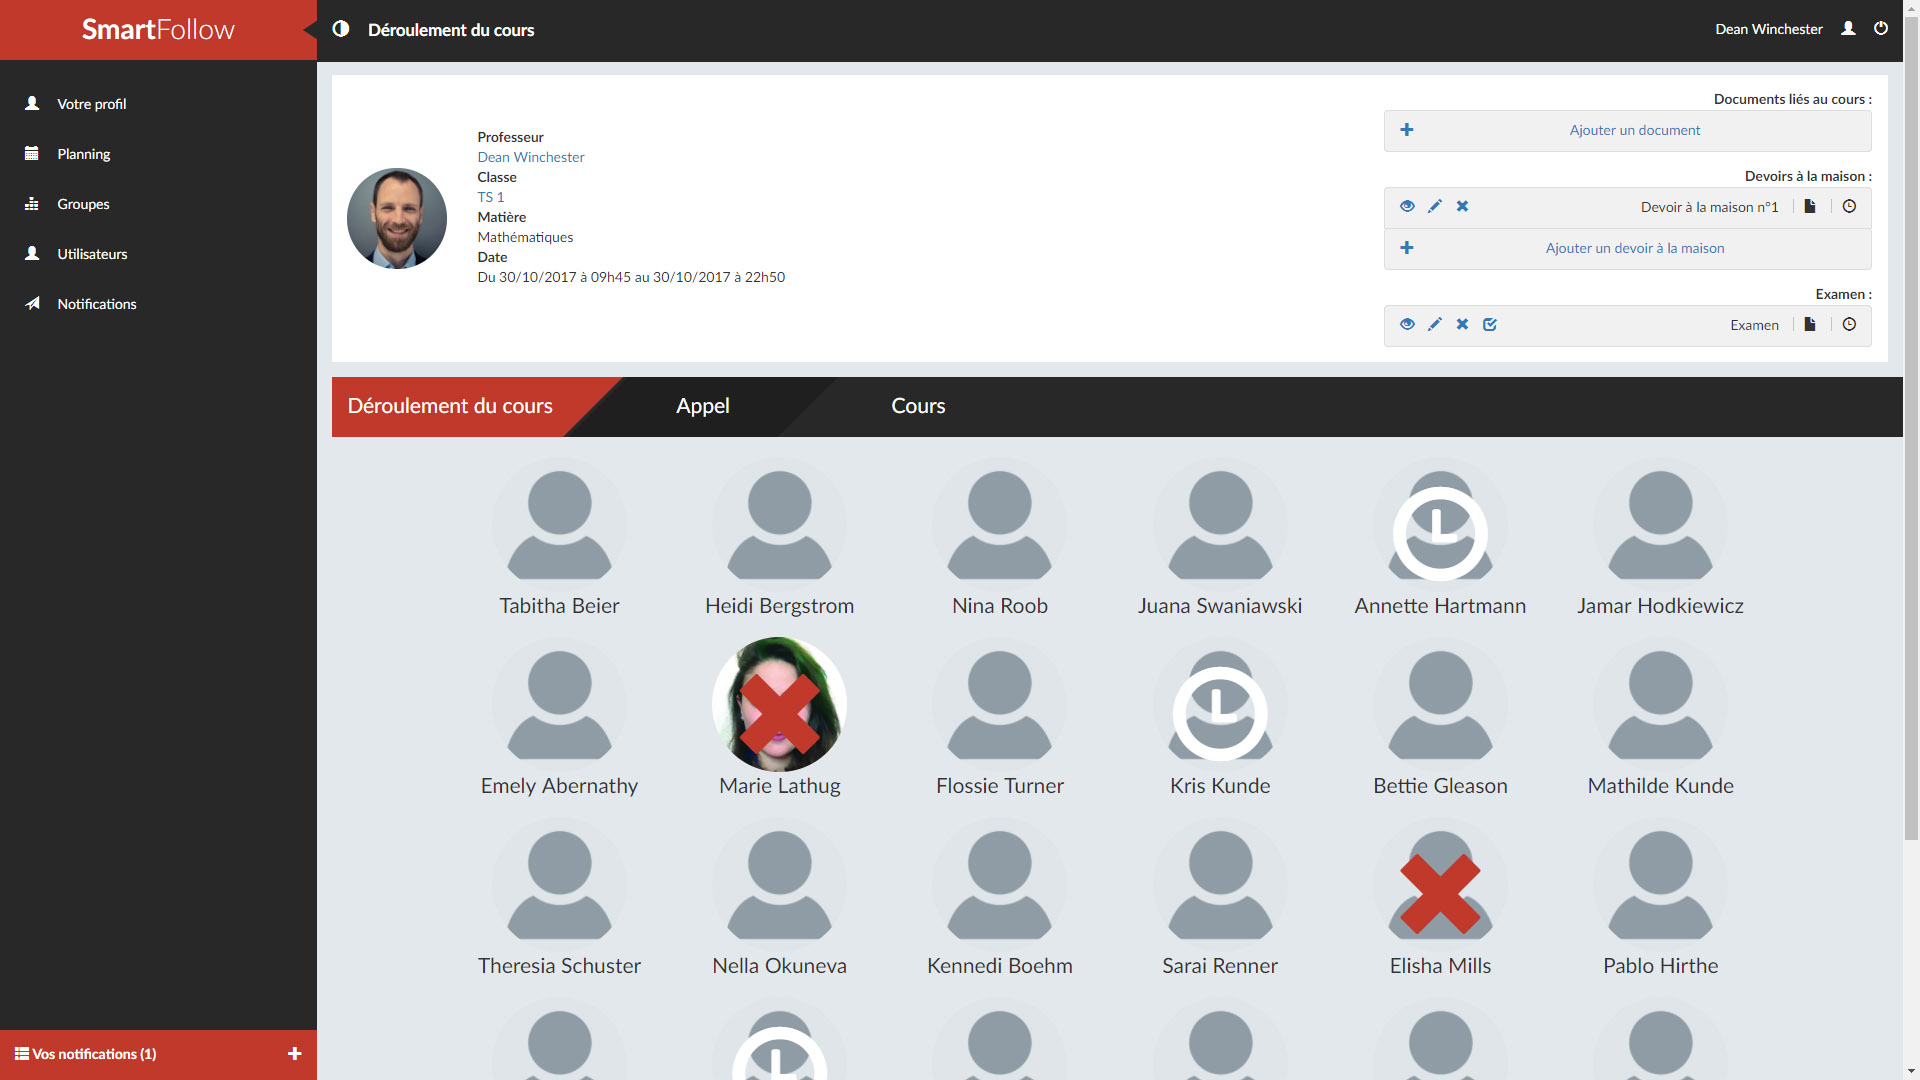 SmartFollow
Déroulement du cours
Dean Winchester
Votre profil
Planning
Groupes
Utilisateurs
Notifications
Vos notifications (1)
Professeur
Dean Winchester
Classe
TS 1
Matière
Mathématiques
Date
Du 30/10/2017 à 09h45 au 30/10/2017 à 22h50
Documents liés au cours :
Ajouter un document
Devoirs à la maison :
Devoir à la maison n°1
Ajouter un devoir à la maison
Examen :
Examen
Déroulement du cours
Appel
Cours
Tabitha Beier
Heidi Bergstrom
Nina Roob
Juana Swaniawski
Annette Hartmann
Jamar Hodkiewicz
Emely Abernathy
Marie Lathug
Flossie Turner
Kris Kunde
Bettie Gleason
Mathilde Kunde
Theresia Schuster
Nella Okuneva
Kennedi Boehm
Sarai Renner
Elisha Mills
Pablo Hirthe